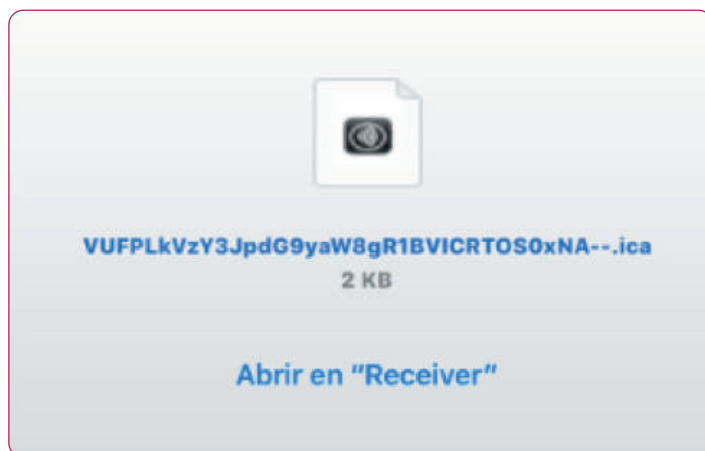 VUFPLkVzY3JpdG9yaW8gR1BVICRTOS0xNA--.ica
2 KB
Abrir en "Receiver"